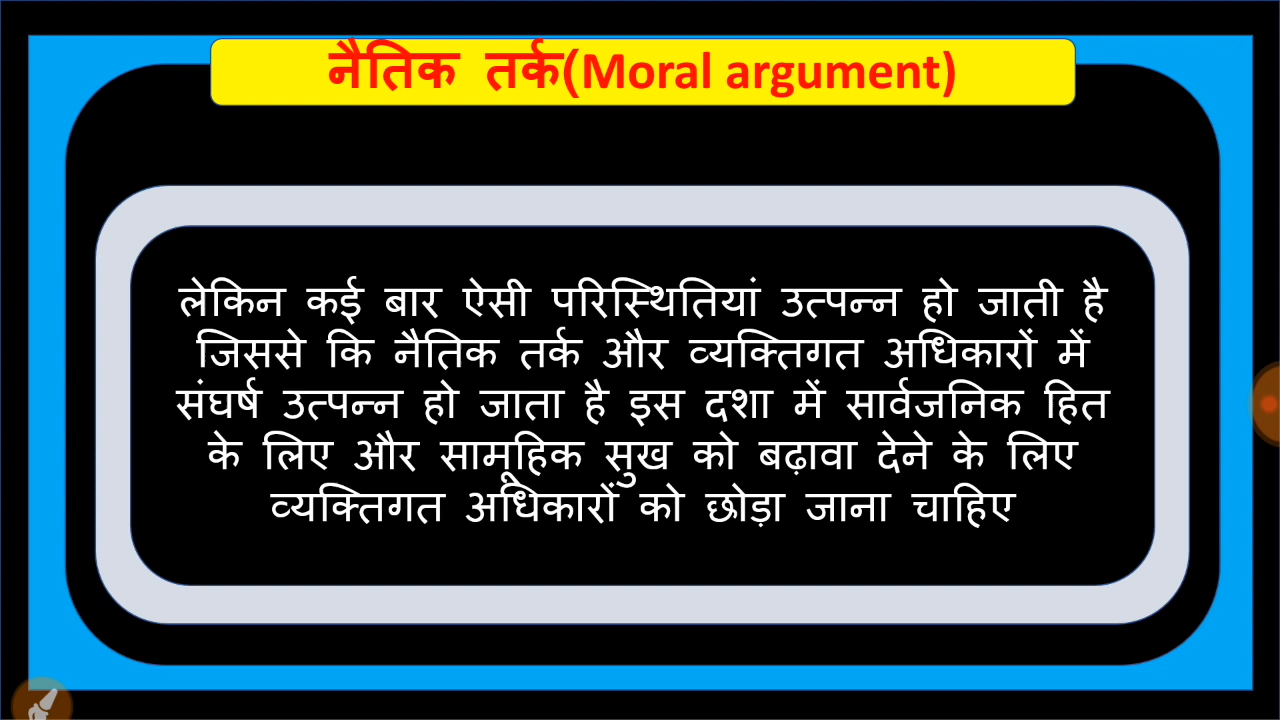 नैतिक तर्क(Moral argument)
लेकिन कई बार ऐसी परिस्थितियां उत्पन्न हो जाती है
जिससे कि नैतिक तर्क और व्यक्तिगत अधिकारों में
संघर्ष उत्पन्न हो जाता है इस दशा में सार्वजनिक हित
के लिए और सामूहिक सुख को बढ़ावा देने के लिए
व्यक्तिगत अधिकारों को छोड़ा जाना चाहिए